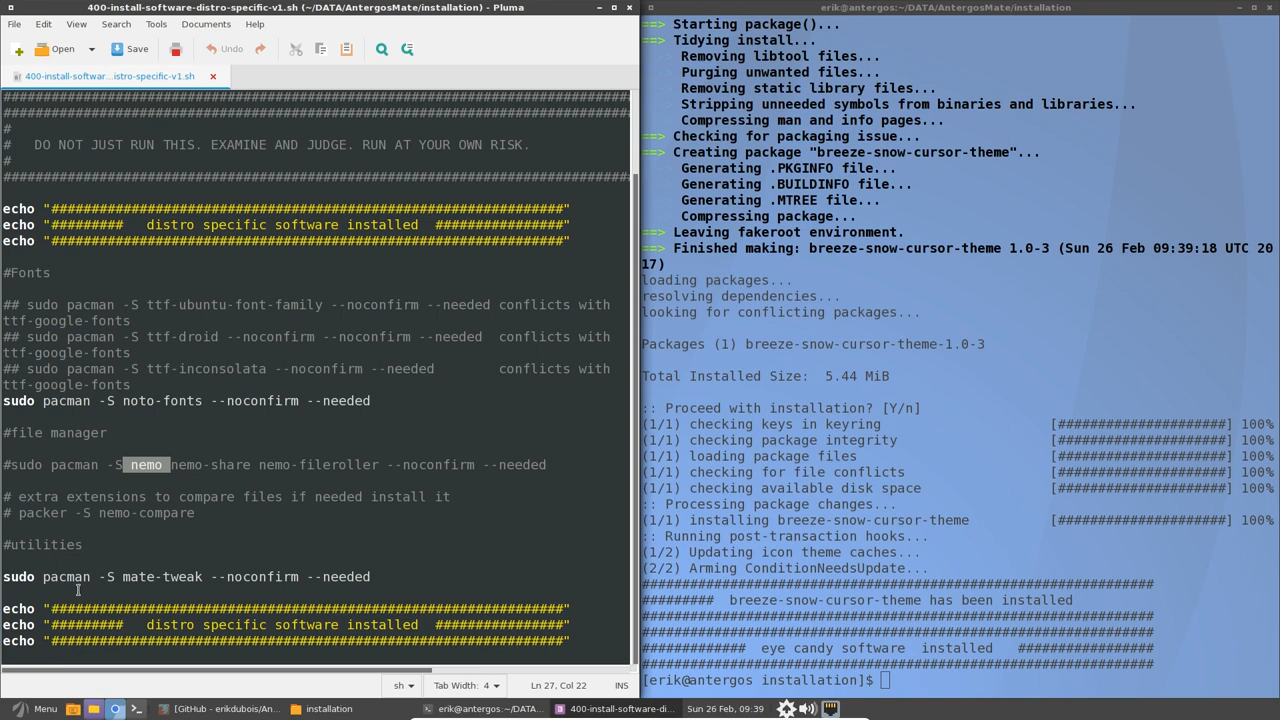 400-install-software-distro-specific-v1.sh (~/DATA/AntergosMate/installation) - Pluma
File Edit View Search Tools Documents Help
Open Save Undo
400-install-softwar...istro-specific-v1.sh
################################################################################
################################################################################
#
#   DO NOT JUST RUN THIS. EXAMINE AND JUDGE. RUN AT YOUR OWN RISK.
#
################################################################################
echo "################################################################"
echo "#########   distro specific software installed  ################"
echo "################################################################"
#Fonts
## sudo pacman -S ttf-ubuntu-font-family --noconfirm --needed conflicts with
ttf-google-fonts
## sudo pacman -S ttf-droid --noconfirm --noconfirm --needed  conflicts with
ttf-google-fonts
## sudo pacman -S ttf-inconsolata --noconfirm --needed        conflicts with
ttf-google-fonts
sudo pacman -S noto-fonts --noconfirm --needed
#file manager
#sudo pacman -S nemo nemo-share nemo-fileroller --noconfirm --needed
# extra extensions to compare files if needed install it
# packer -S nemo-compare
#utilities
sudo pacman -S mate-tweak --noconfirm --needed
echo "################################################################"
echo "#########   distro specific software installed  ################"
echo "################################################################"
sh Tab Width: 4 Ln 27, Col 22 INS
erik@antergos:~/DATA/AntergosMate/installation
==> Starting package()...
==> Tidying install...
Removing libtool files...
Purging unwanted files...
Removing static library files...
Stripping unneeded symbols from binaries and libraries...
Compressing man and info pages...
==> Checking for packaging issue...
==> Creating package "breeze-snow-cursor-theme"...
Generating .PKGINFO file...
Generating .BUILDINFO file...
Generating .MTREE file...
Compressing package...
==> Leaving fakeroot environment.
==> Finished making: breeze-snow-cursor-theme 1.0-3 (Sun 26 Feb 09:39:18 UTC 20
17)
loading packages...
resolving dependencies...
looking for conflicting packages...
Packages (1) breeze-snow-cursor-theme-1.0-3
Total Installed Size:  5.44 MiB
:: Proceed with installation? [Y/n]
(1/1) checking keys in keyring [######################] 100%
(1/1) checking package integrity [######################] 100%
(1/1) loading package files [######################] 100%
(1/1) checking for file conflicts [######################] 100%
(1/1) checking available disk space [######################] 100%
:: Processing package changes...
(1/1) installing breeze-snow-cursor-theme [######################] 100%
:: Running post-transaction hooks...
(1/2) Updating icon theme caches...
(2/2) Arming ConditionNeedsUpdate...
################################################################
#########  breeze-snow-cursor-theme has been installed
################################################################
################################################################
#############  eye candy software  installed   #################
################################################################
[erik@antergos installation]$
Menu [GitHub - erikdubois/An... installation erik@antergos:~/DATA... 400-install-software-di... Sun 26 Feb, 09:39